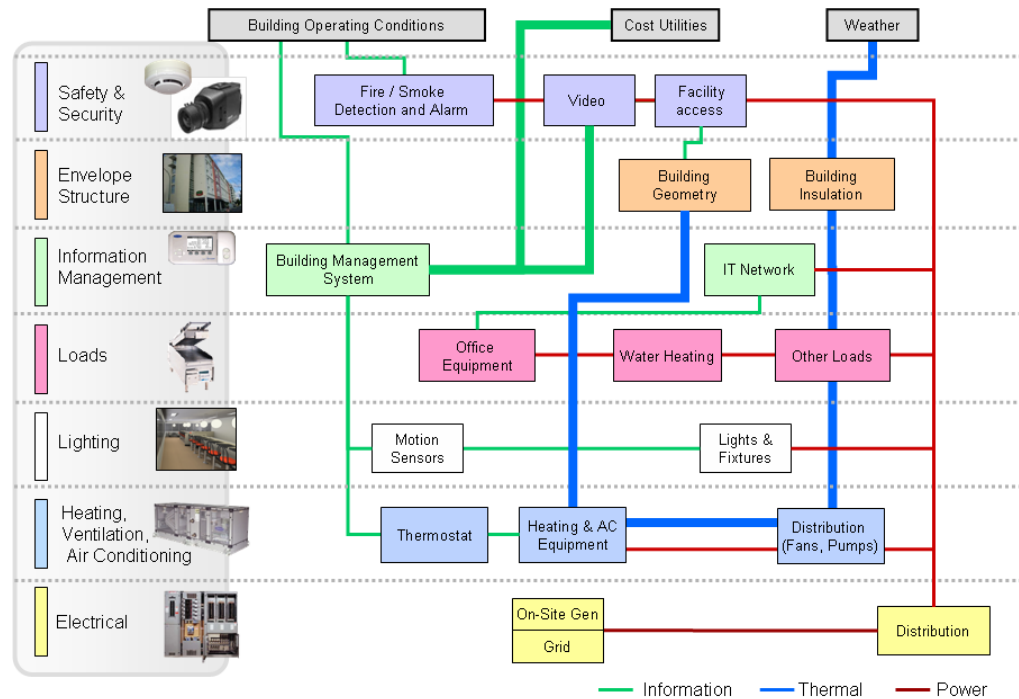 Building Operating Conditions
Cost Utilities
Weather
Safety &
Security
Fire / Smoke
Detection and Alarm
Video
Facility
access
Envelope
Structure
Building
Geometry
Building
Insulation
Information
Management
Building Management
System
IT Network
Loads
Office
Equipment
Water Heating
Other Loads
Lighting
Motion
Sensors
Lights &
Fixtures
Heating,
Ventilation,
Air Conditioning
Thermostat
Heating & AC
Equipment
Distribution
(Fans, Pumps)
Electrical
On-Site Gen
Grid
Distribution
Information
Thermal
Power